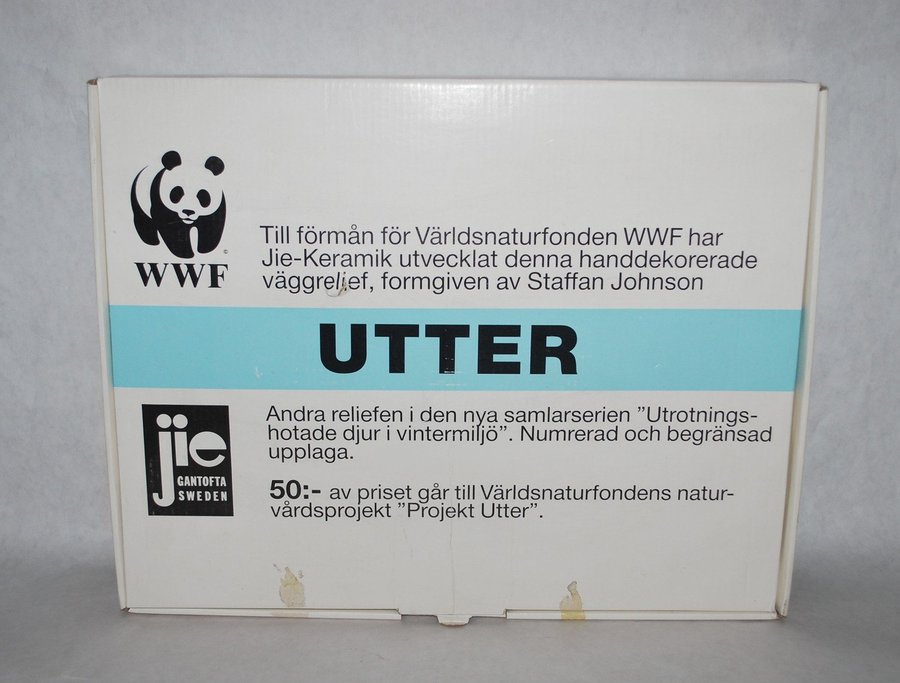 WWF
Till förmån för Världsnaturfonden WWF har
Jie-Keramik utvecklat denna handdekorerade
väggrelief, formgiven av Staffan Johnson
UTTER
jie
GANTOFTA
SWEDEN
Andra reliefen i den nya samlarserien ”Utrotnings-
hotade djur i vintermiljö”. Numrerad och begränsad
upplaga.
50:- av priset går till Världsnaturfondens natur-
vårdsprojekt ”Projekt Utter”.